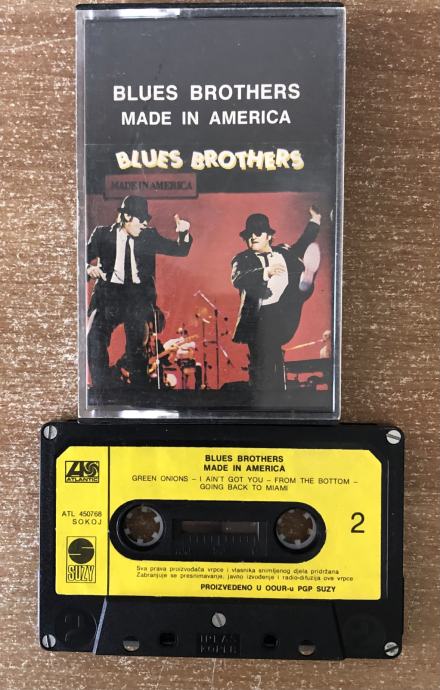 BLUES BROTHERS
MADE IN AMERICA
BLUES BROTHERS
MADE IN AMERICA
BLUES BROTHERS
MADE IN AMERICA
GREEN ONIONS – I AIN'T GOT YOU – FROM THE BOTTOM –
GOING BACK TO MIAMI
ATLANTIC
ATL 450768
SOKOJ
2
SUZY
Sva prava proizvođača vrpce i vlasnika snimljenog djela pridržana
Zabranjuje se presnimavanje, javno izvođenje i radio-difuzija ove vrpce
PROIZVEDENO U OOUR-u PGP SUZY
2